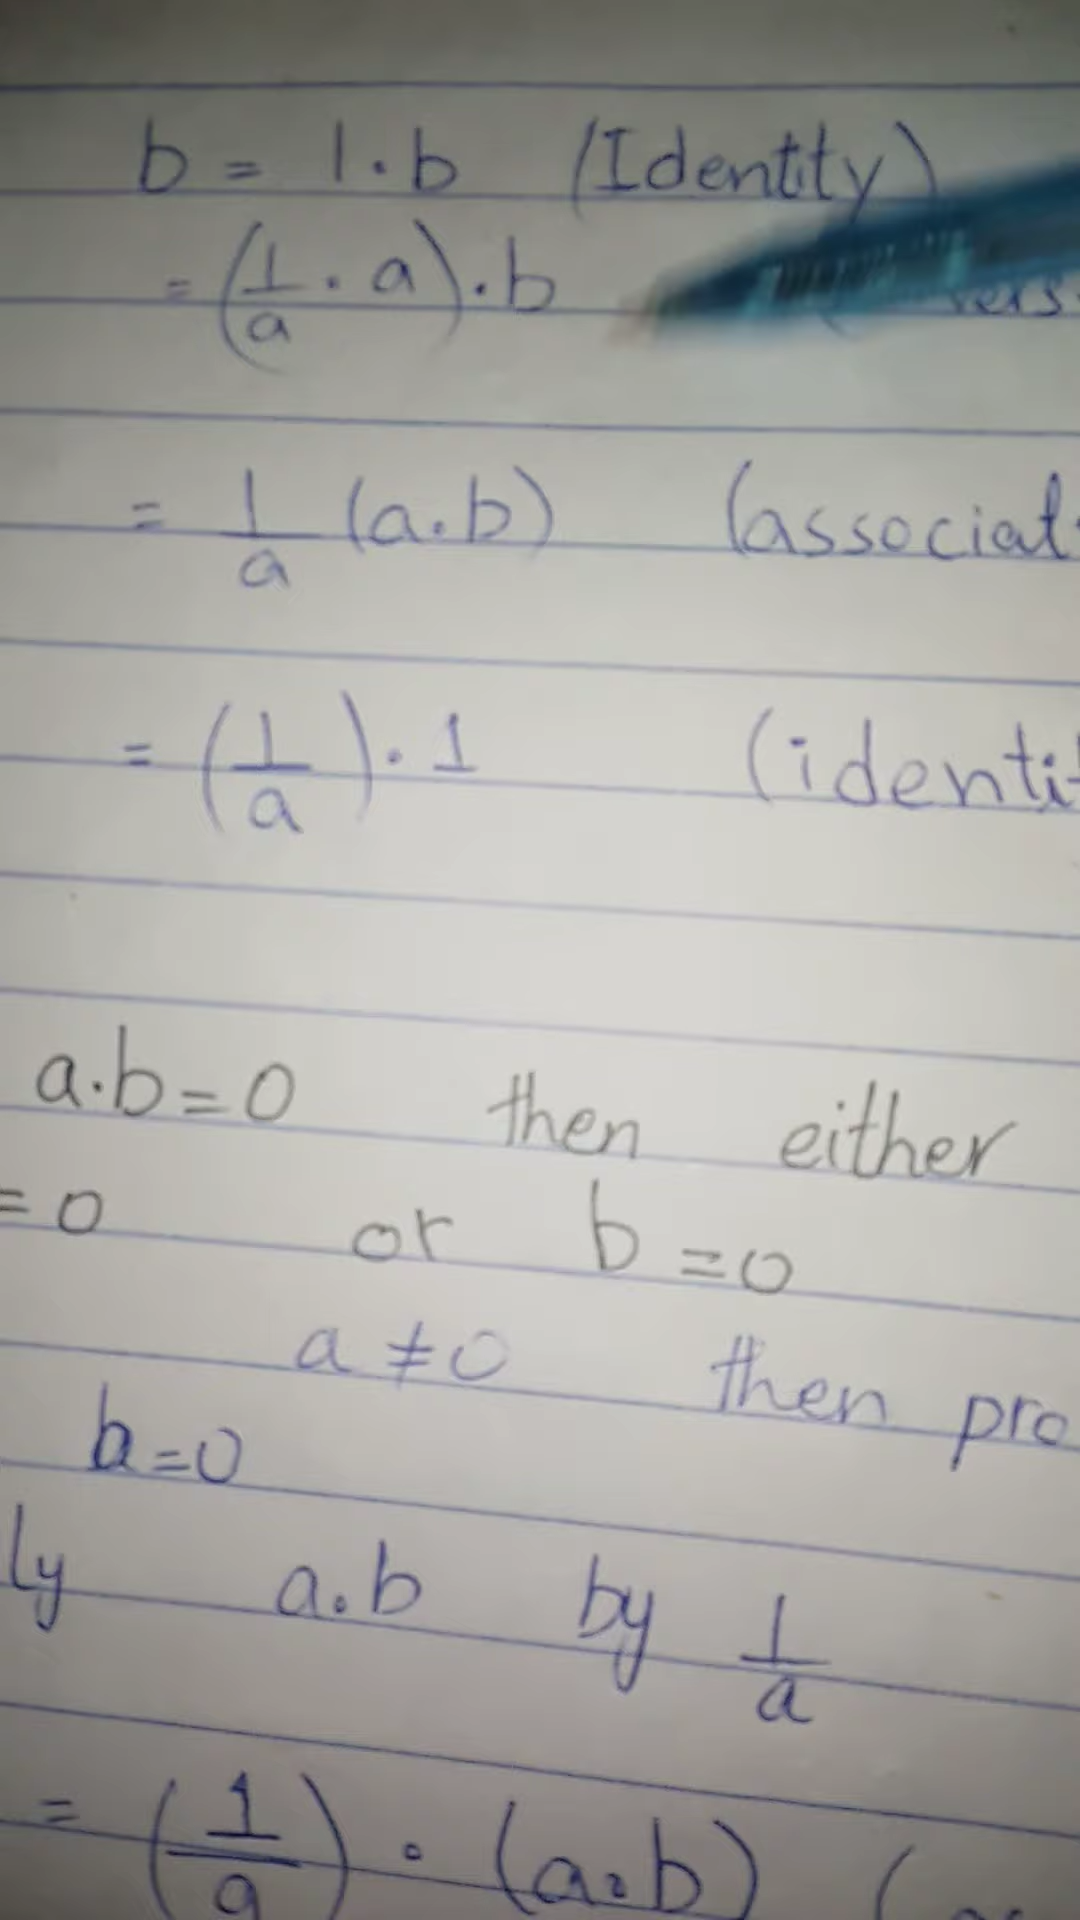 b = 1 · b (Identity)
= (1/a · a) · b
= 1/a (a.b) (associat
= (1/a) · 1 (identit
a.b = 0 then either
= 0 or b = 0
a ≠ 0 then pro
b = 0
ly a.b by 1/a
= (1/a) · (a.b) (